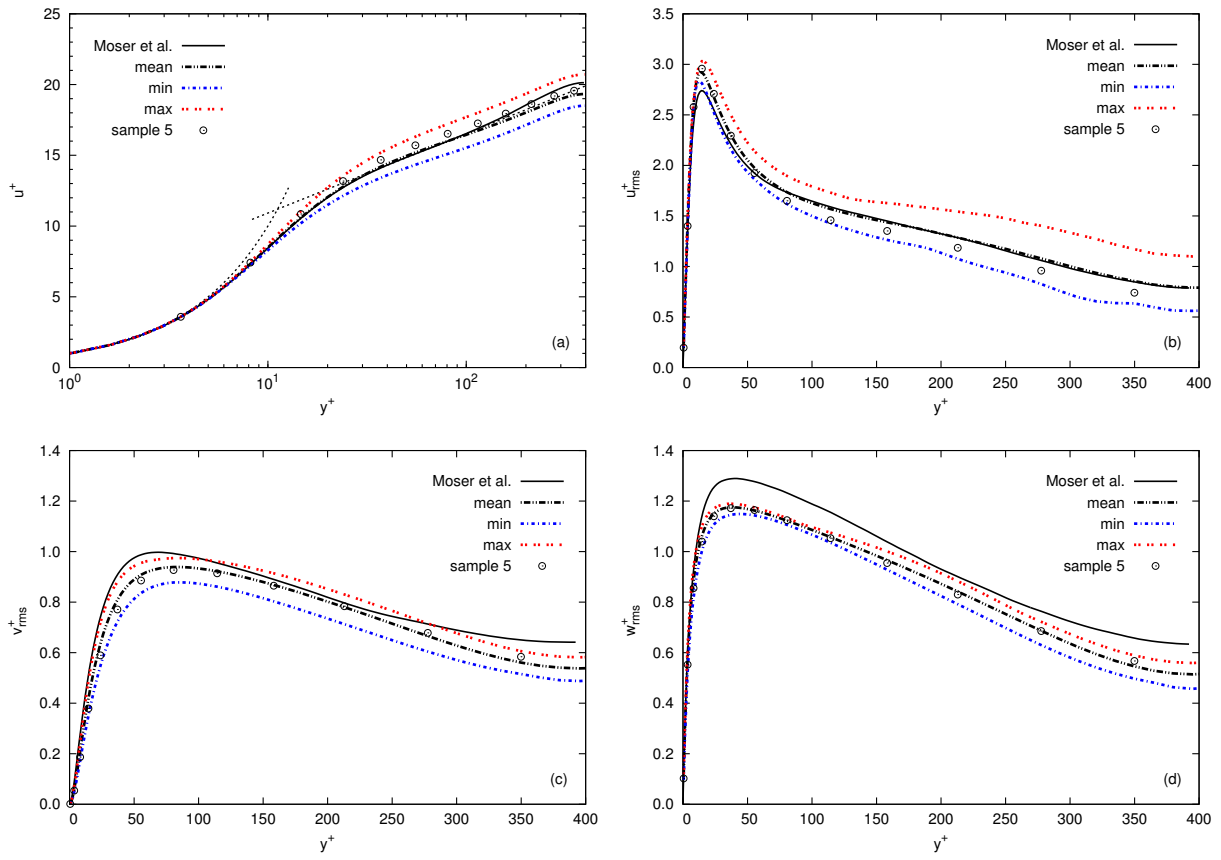 25
20
15
10
5
0
10⁰
10¹
10²
u⁺
y⁺
Moser et al.
mean
min
max
sample 5
(a)
3.5
3.0
2.5
2.0
1.5
1.0
0.5
0.0
0 50 100 150 200 250 300 350 400
u⁺rms
y⁺
Moser et al.
mean
min
max
sample 5
(b)
1.4
1.2
1.0
0.8
0.6
0.4
0.2
0.0
0 50 100 150 200 250 300 350 400
v⁺rms
y⁺
Moser et al.
mean
min
max
sample 5
(c)
1.4
1.2
1.0
0.8
0.6
0.4
0.2
0.0
0 50 100 150 200 250 300 350 400
w⁺rms
y⁺
Moser et al.
mean
min
max
sample 5
(d)